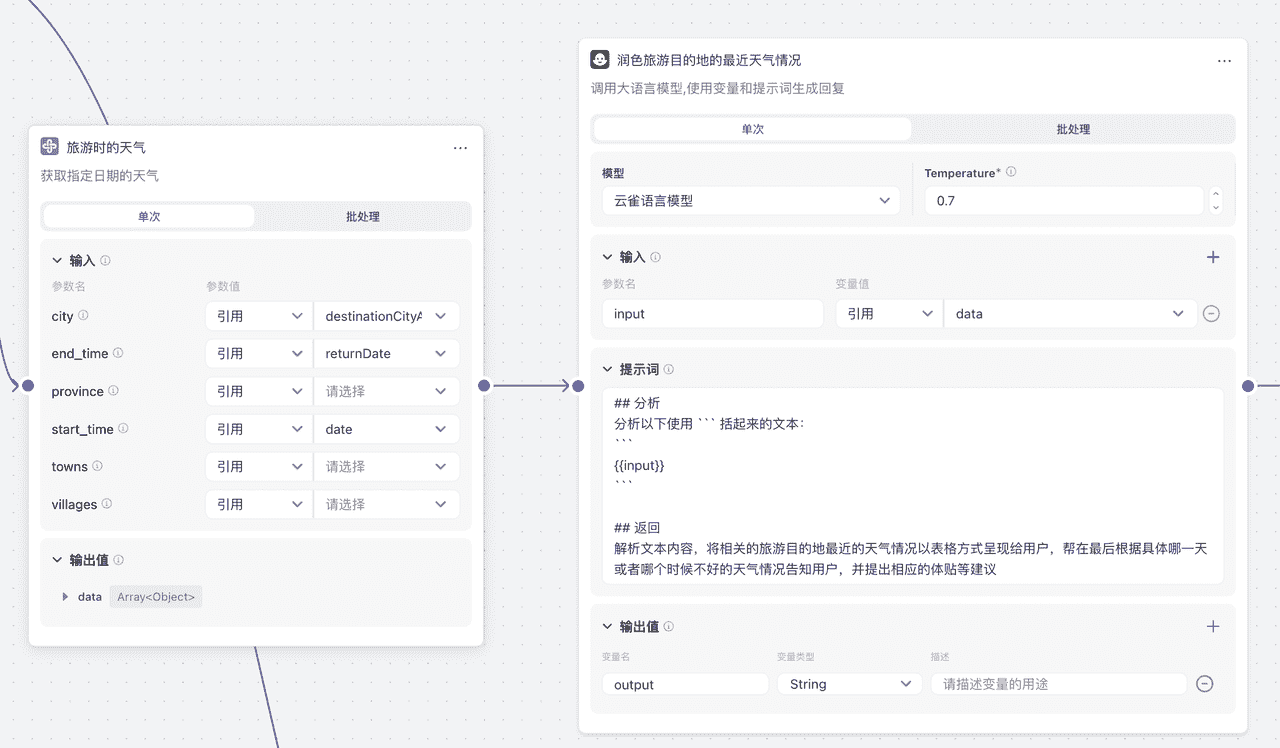 旅游时的天气
获取指定日期的天气
单次 批处理
输入
参数名 参数值
city 引用 destinationCityA
end_time 引用 returnDate
province 引用 请选择
start_time 引用 date
towns 引用 请选择
villages 引用 请选择
输出值
data Array<Object>
润色旅游目的地的最近天气情况
调用大语言模型,使用变量和提示词生成回复
单次 批处理
模型 Temperature*
云雀语言模型 0.7
输入
参数名 变量值
input 引用 data
提示词
## 分析
分析以下使用 ``` 括起来的文本：
```
{{input}}
```
## 返回
解析文本内容，将相关的旅游目的地最近的天气情况以表格方式呈现给用户，帮在最后根据具体哪一天
或者哪个时候不好的天气情况告知用户，并提出相应的体贴等建议
输出值
变量名 变量类型 描述
output String 请描述变量的用途